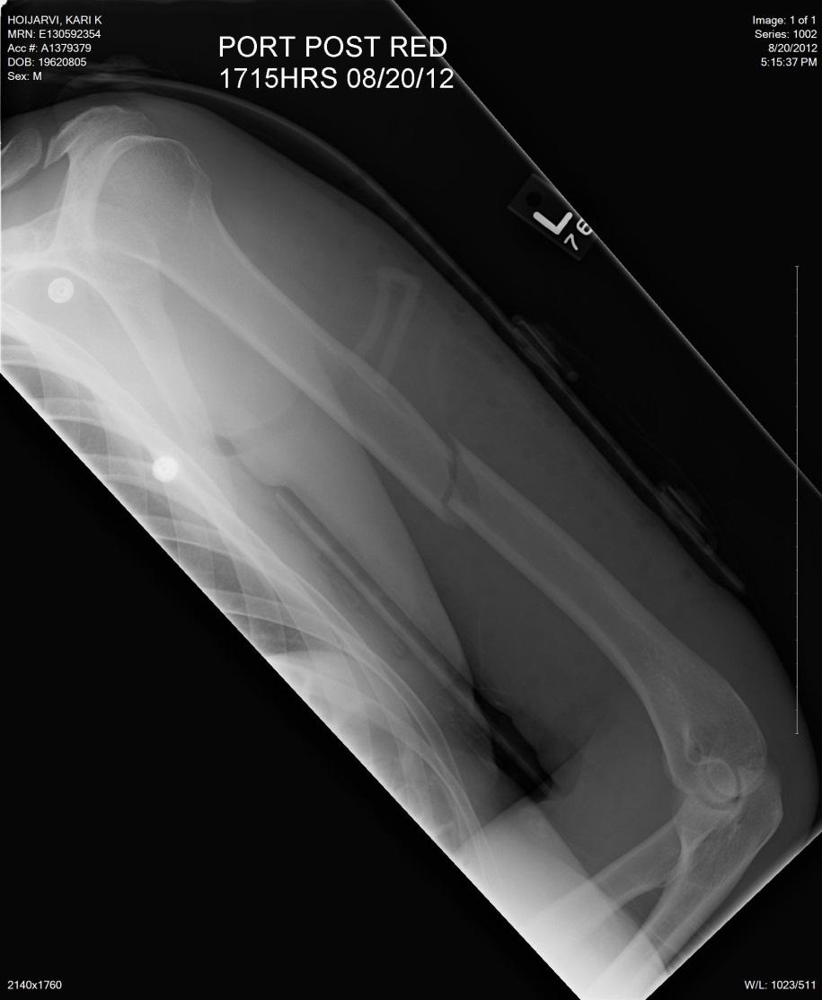 HOIJARVI, KARI K
MRN: E130592354
Acc #: A1379379
DOB: 19620805
Sex: M
PORT POST RED
1715HRS 08/20/12
Image: 1 of 1
Series: 1002
8/20/2012
5:15:37 PM
L
76
2140x1760
W/L: 1023/511